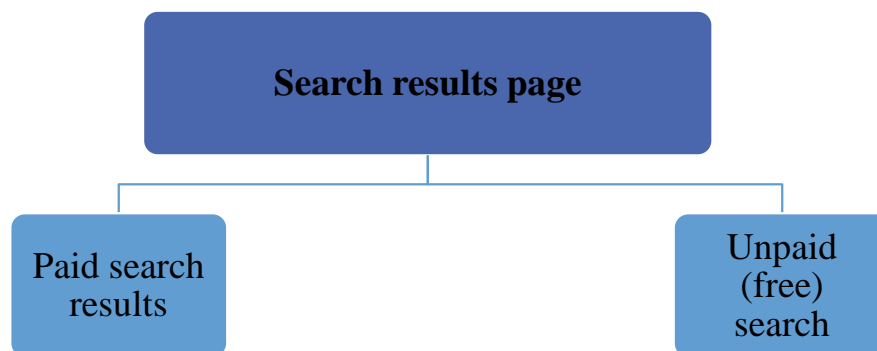 Search results page
Paid search
results
Unpaid
(free)
search